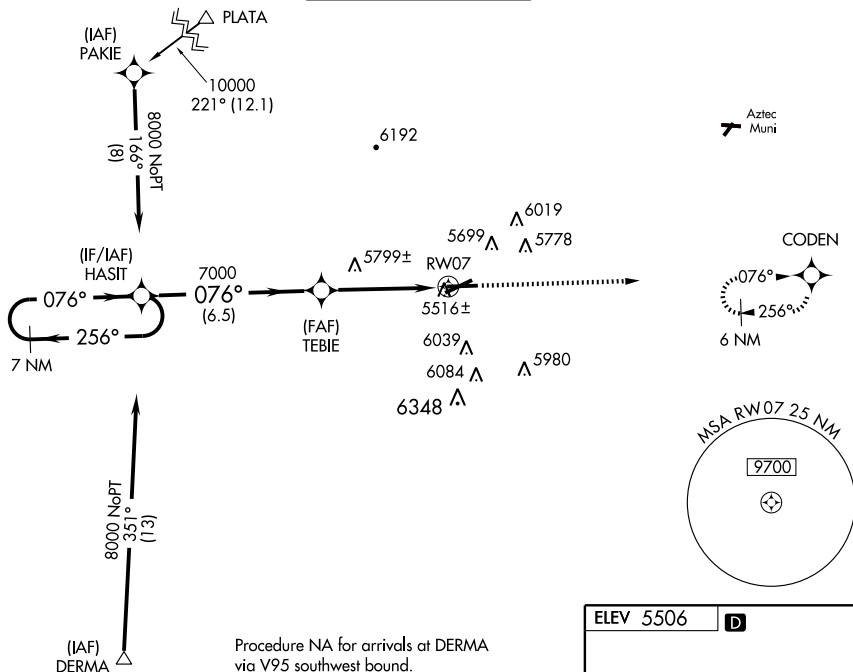 PLATA
(IAF)
PAKIE
10000
221° (12.1)
8000 NoPT
166°
(8)
6192
Aztec
Muni
6019
5699
5778
CODEN
(IF/IAF)
HASIT
7000
076°
(6.5)
5799±
RW07
076°
076°
256°
256°
7 NM
6 NM
(FAF)
TEBIE
5516±
6039
6084
5980
6348
MSA RW07 25 NM
9700
8000 NoPT
351°
(13)
(IAF)
DERMA
Procedure NA for arrivals at DERMA
via V95 southwest bound.
ELEV 5506 D